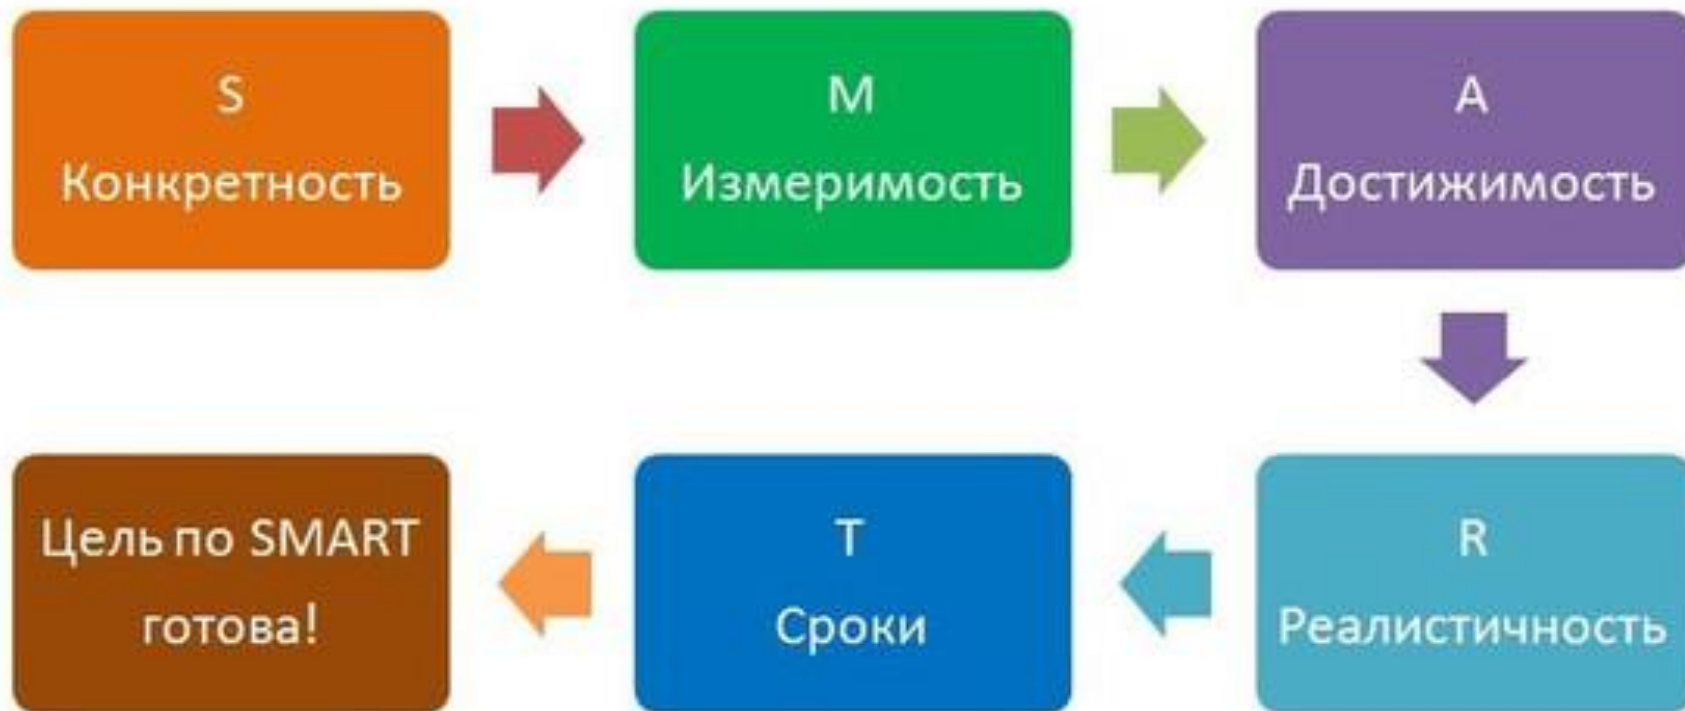 S
Конкретность
M
Измеримость
A
Достижимость
R
Реалистичность
T
Сроки
Цель по SMART
готова!